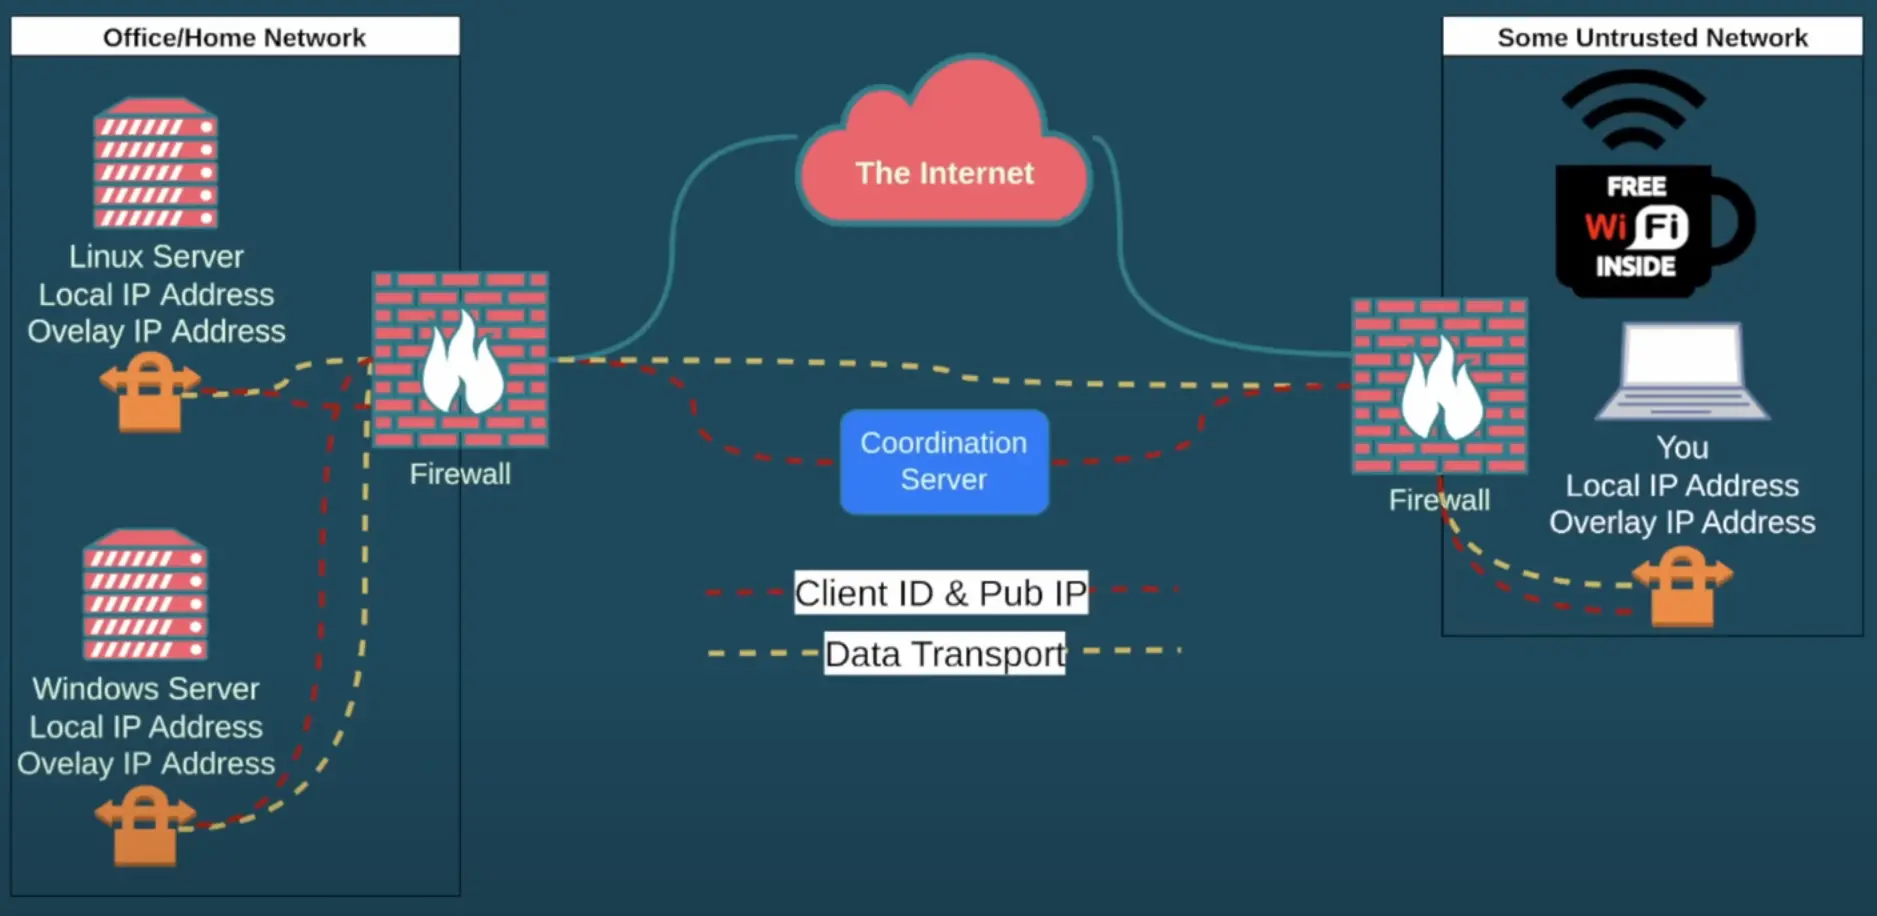 Office/Home Network
Linux Server
Local IP Address
Ovelay IP Address
Firewall
Windows Server
Local IP Address
Ovelay IP Address
The Internet
Coordination
Server
Client ID & Pub IP
Data Transport
Some Untrusted Network
FREE
Wi Fi
INSIDE
Firewall
You
Local IP Address
Overlay IP Address